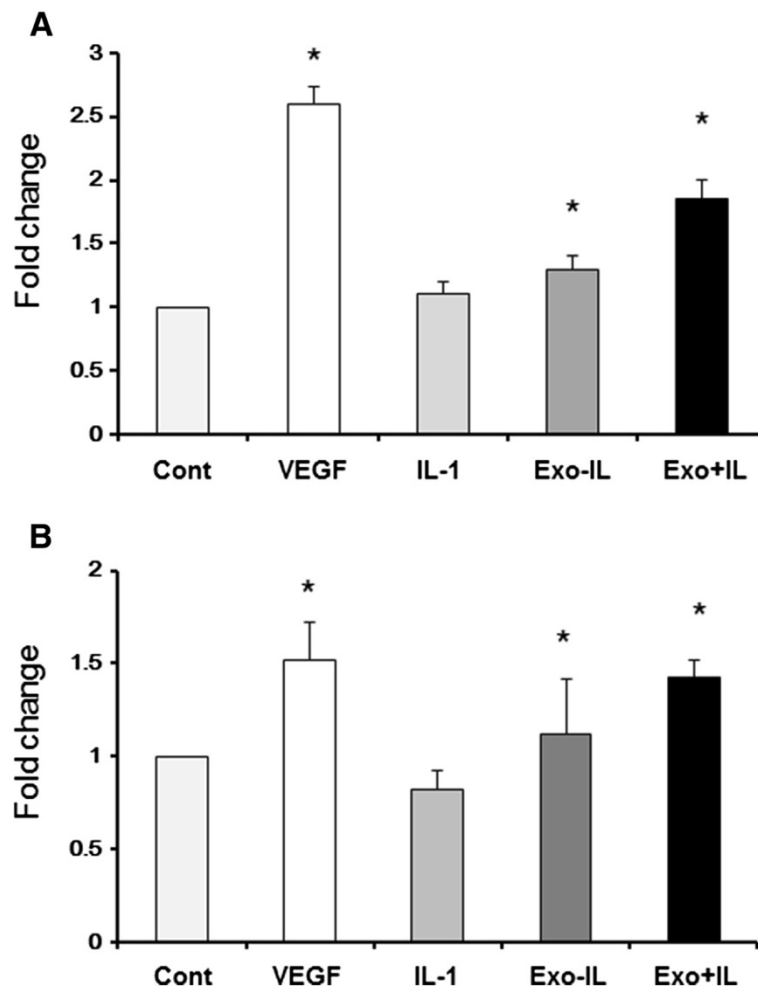 A
Fold change
3
2.5
2
1.5
1
0.5
0
* * *
Cont VEGF IL-1 Exo-IL Exo+IL
B
Fold change
2
1.5
1
0.5
0
* * *
Cont VEGF IL-1 Exo-IL Exo+IL